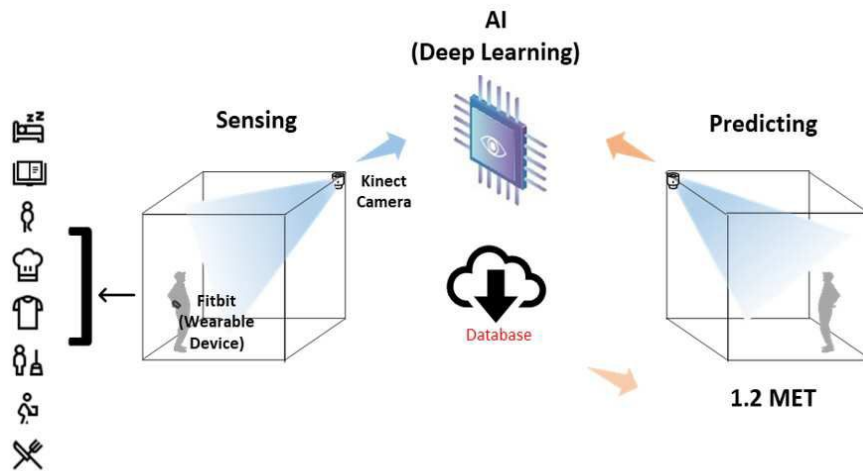 AI
(Deep Learning)
Sensing
Predicting
Kinect
Camera
Fitbit
(Wearable
Device)
Database
1.2 MET